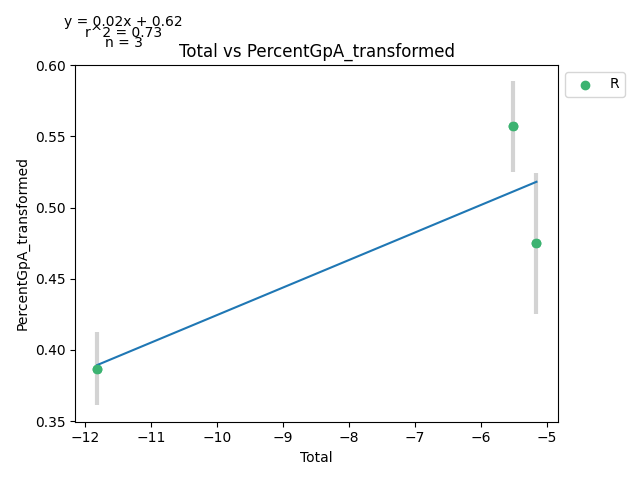 y = 0.02x + 0.62
r^2 = 0.73
n = 3
Total vs PercentGpA_transformed
R
PercentGpA_transformed
0.60
0.55
0.50
0.45
0.40
0.35
−12 −11 −10 −9 −8 −7 −6 −5
Total